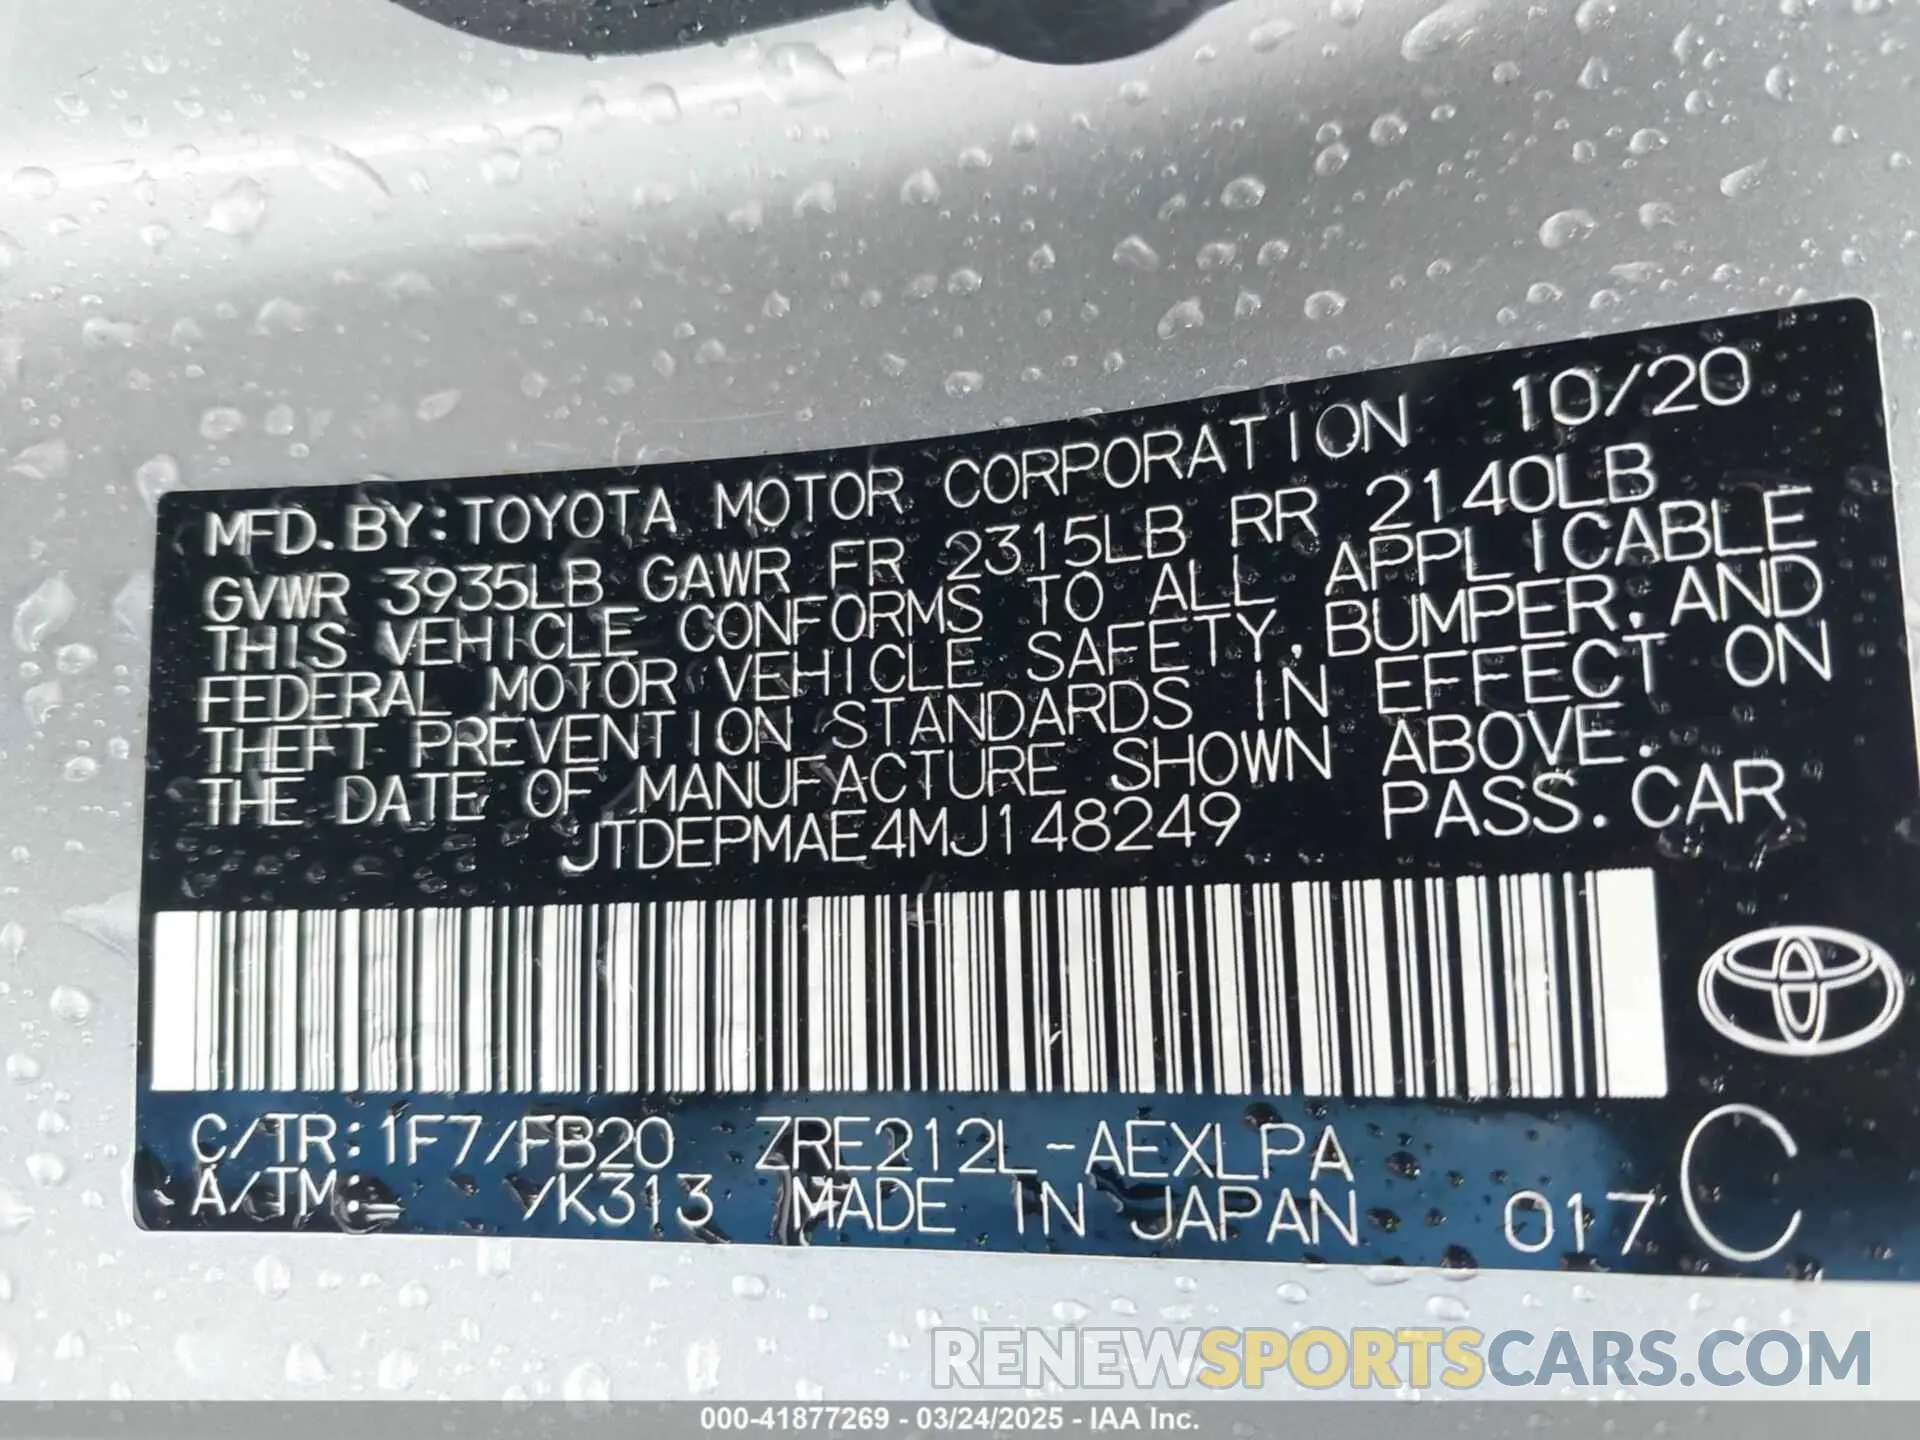 MFD. BY: TOYOTA MOTOR CORPORATION 10/20
GVWR 3935LB GAWR FR 2315LB RR 2140LB
THIS VEHICLE CONFORMS TO ALL APPLICABLE
FEDERAL MOTOR VEHICLE SAFETY, BUMPER, AND
THEFT PREVENTION STANDARDS IN EFFECT ON
THE DATE OF MANUFACTURE SHOWN ABOVE.
JTDEPMAE4MJ148249 PASS. CAR
C/TR: 1F7/FB20 ZRE212L-AEXLPA
A/TM: – /K313 MADE IN JAPAN 017 C
RENEWSPORTSCARS.COM
000-41877269 - 03/24/2025 - IAA Inc.